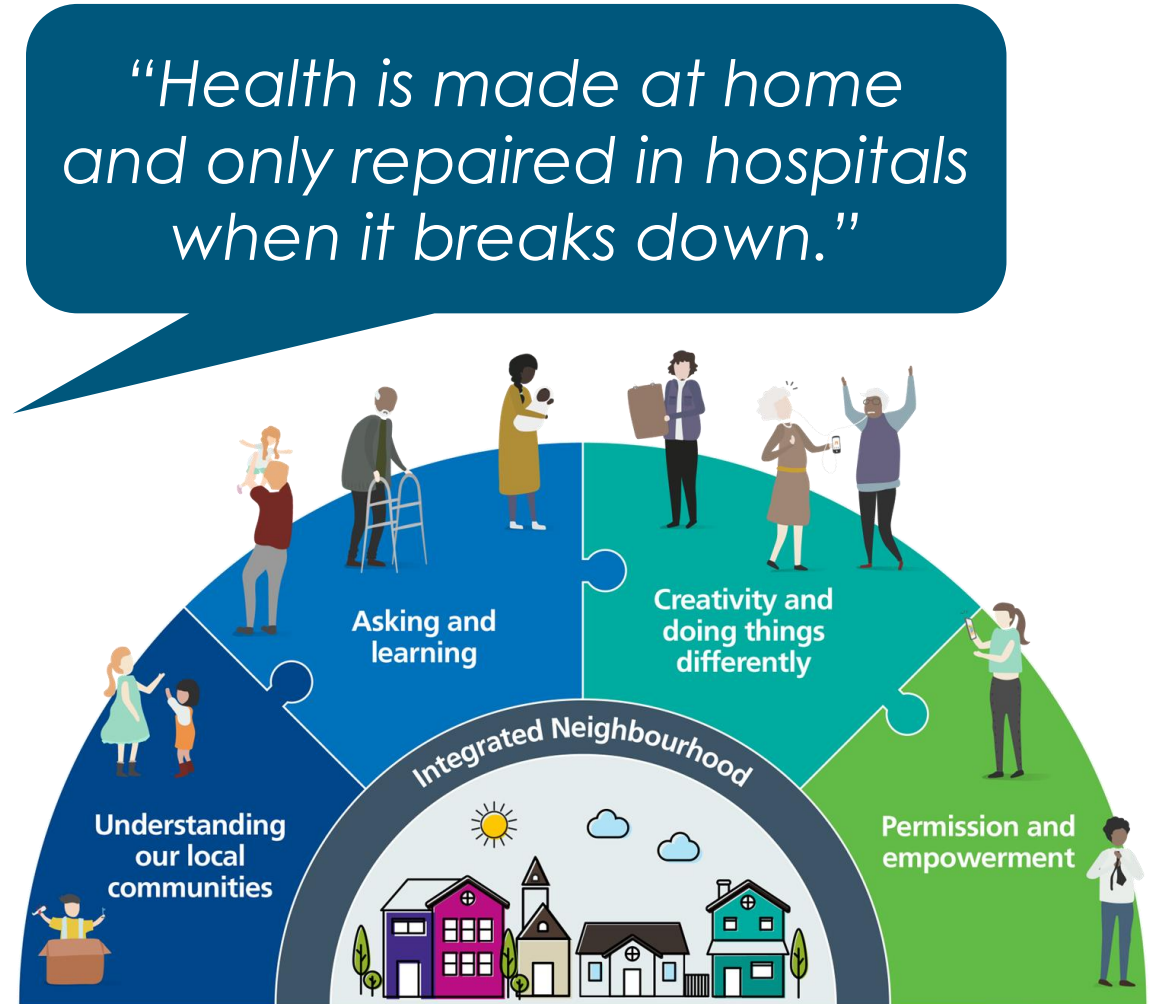 “Health is made at home
and only repaired in hospitals
when it breaks down.”
Understanding
our local
communities
Asking and
learning
Creativity and
doing things
differently
Permission and
empowerment
Integrated Neighbourhood